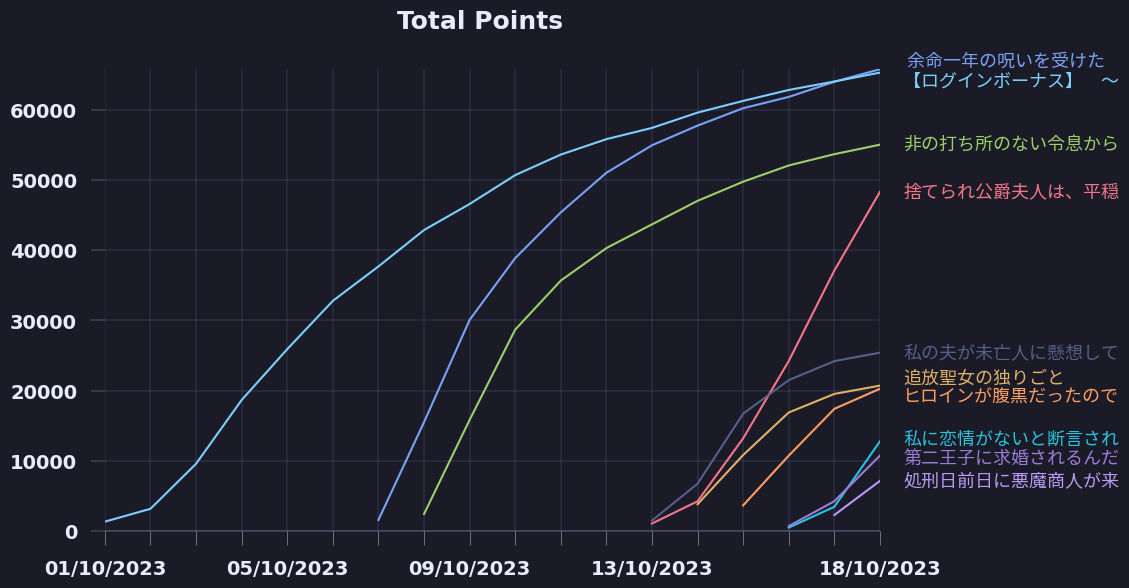 Total Points
余命一年の呪いを受けた
【ログインボーナス】　～
非の打ち所のない令息から
捨てられ公爵夫人は、平穏
私の夫が未亡人に懸想して
追放聖女の独りごと
ヒロインが腹黒だったので
私に恋情がないと断言され
第二王子に求婚されるんだ
処刑日前日に悪魔商人が来
60000
50000
40000
30000
20000
10000
0
01/10/2023 05/10/2023 09/10/2023 13/10/2023 18/10/2023